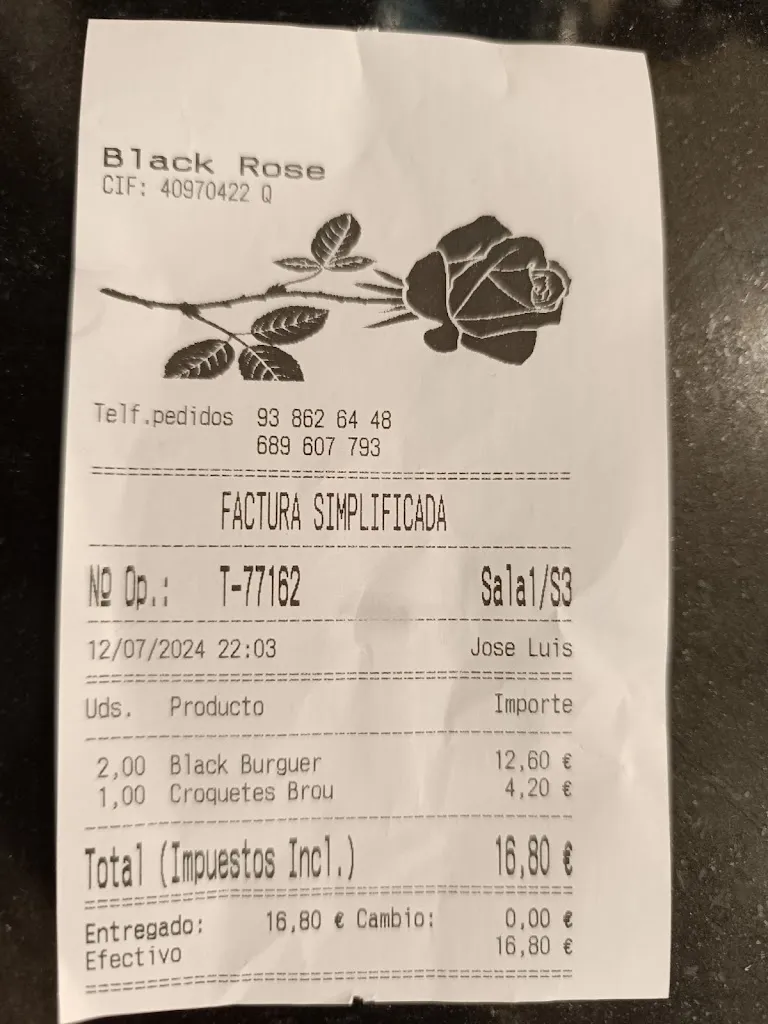 Black Rose
CIF: 40970422 Q
Telf.pedidos 93 862 64 48
689 607 793
FACTURA SIMPLIFICADA
Nº Op.: T-77162 Sala1/S3
12/07/2024 22:03 Jose Luis
Uds. Producto Importe
2,00 Black Burguer 12,60 €
1,00 Croquetes Brou 4,20 €
Total (Impuestos Incl.) 16,80 €
Entregado: 16,80 € Cambio: 0,00 €
Efectivo 16,80 €